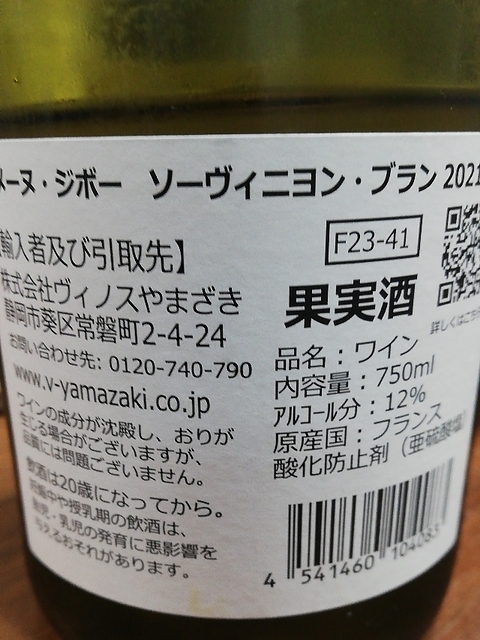 ーヌ・ジボー ソーヴィニヨン・ブラン 2021
輸入者及び引取先】
株式会社ヴィノスやまざき
静岡市葵区常磐町2-4-24
お問い合わせ先: 0120-740-790
www.v-yamazaki.co.jp
ワインの成分が沈殿し、おりが
生じる場合がございますが、
品質には問題ございません。
飲酒は20歳になってから。
妊娠中や授乳期の飲酒は、
胎児・乳児の発育に悪影響を
与えるおそれがあります。
F23-41
果実酒
詳しくはこちら
品名：ワイン
内容量：750ml
アルコール分：12%
原産国：フランス
酸化防止剤（亜硫酸塩
4 541460 104083